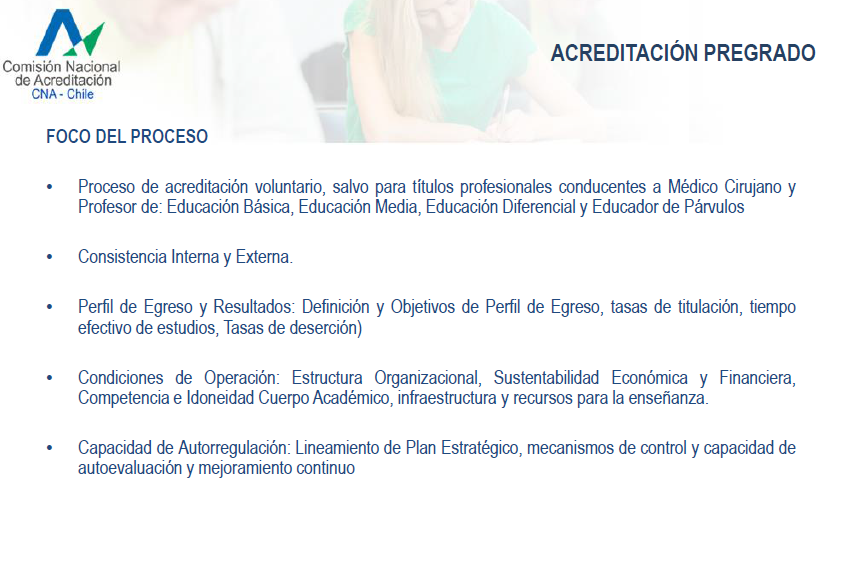 Comisión Nacional
de Acreditación
CNA - Chile
ACREDITACIÓN PREGRADO
FOCO DEL PROCESO
• Proceso de acreditación voluntario, salvo para títulos profesionales conducentes a Médico Cirujano y
Profesor de: Educación Básica, Educación Media, Educación Diferencial y Educador de Párvulos
• Consistencia Interna y Externa.
• Perfil de Egreso y Resultados: Definición y Objetivos de Perfil de Egreso, tasas de titulación, tiempo
efectivo de estudios, Tasas de deserción)
• Condiciones de Operación: Estructura Organizacional, Sustentabilidad Económica y Financiera,
Competencia e Idoneidad Cuerpo Académico, infraestructura y recursos para la enseñanza.
• Capacidad de Autorregulación: Lineamiento de Plan Estratégico, mecanismos de control y capacidad de
autoevaluación y mejoramiento continuo